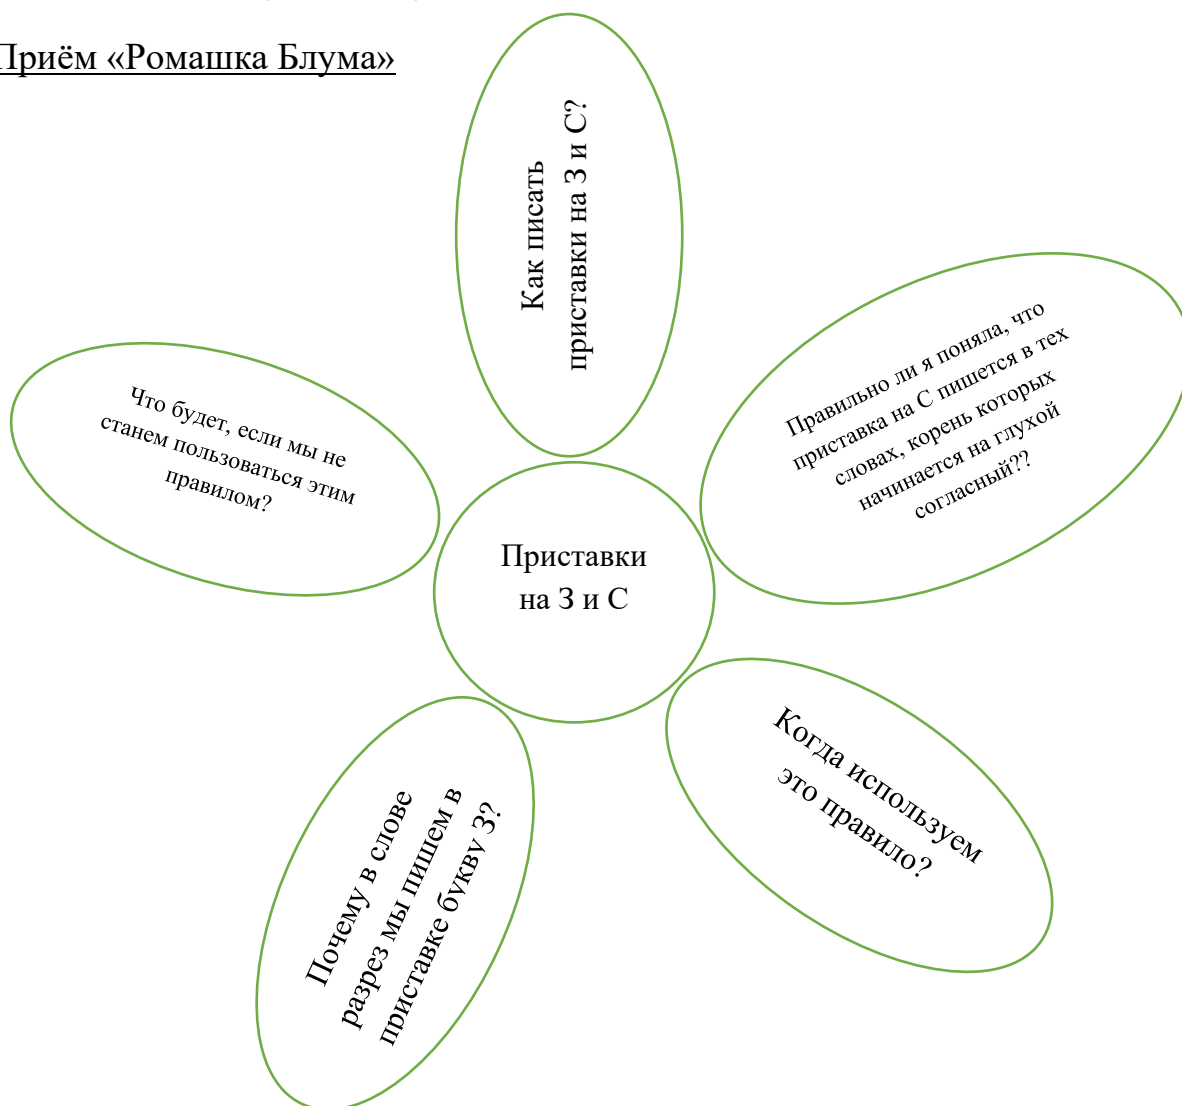 Приём «Ромашка Блума»
Как писать
приставки на З и С?
Правильно ли я поняла, что
приставка на С пишется в тех
словах, корень которых
начинается на глухой
согласный??
Что будет, если мы не
станем пользоваться этим
правилом?
Приставки
на З и С
Когда используем
это правило?
Почему в слове
разрез мы пишем в
приставке букву З?